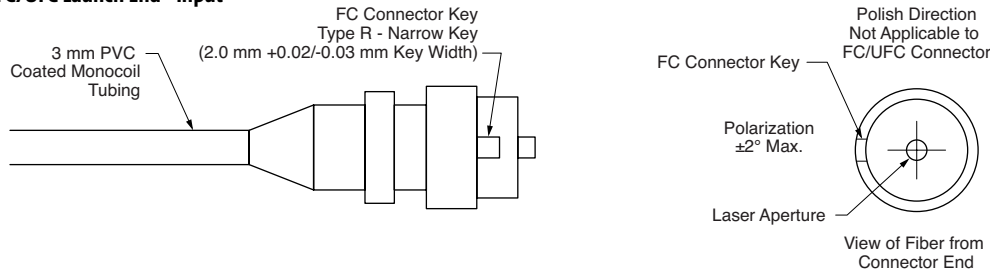 FC Connector Key
Type R - Narrow Key
(2.0 mm +0.02/-0.03 mm Key Width)
3 mm PVC
Coated Monocoil
Tubing
Polish Direction
Not Applicable to
FC/UFC Connector
FC Connector Key
Polarization
±2° Max.
Laser Aperture
View of Fiber from
Connector End